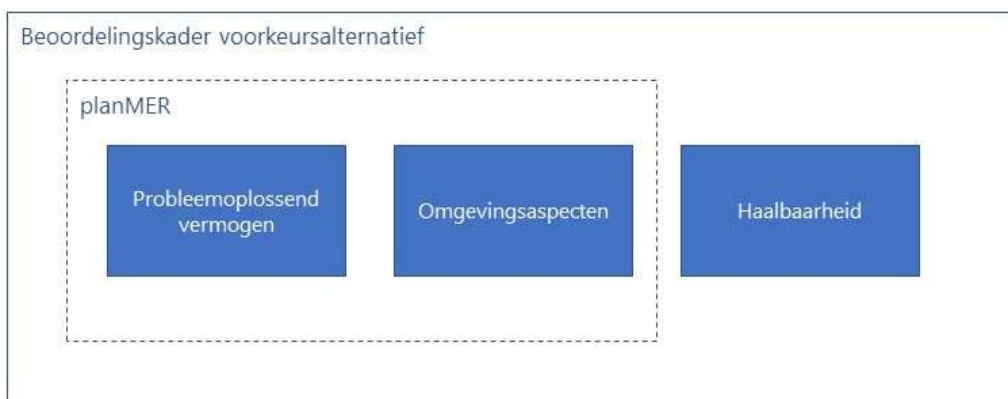 Beoordelingskader voorkeursalternatief
planMER
Probleemoplossend
vermogen
Omgevingsaspecten
Haalbaarheid